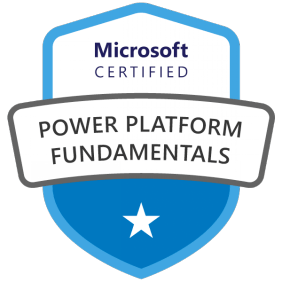 Microsoft
CERTIFIED
POWER PLATFORM
FUNDAMENTALS